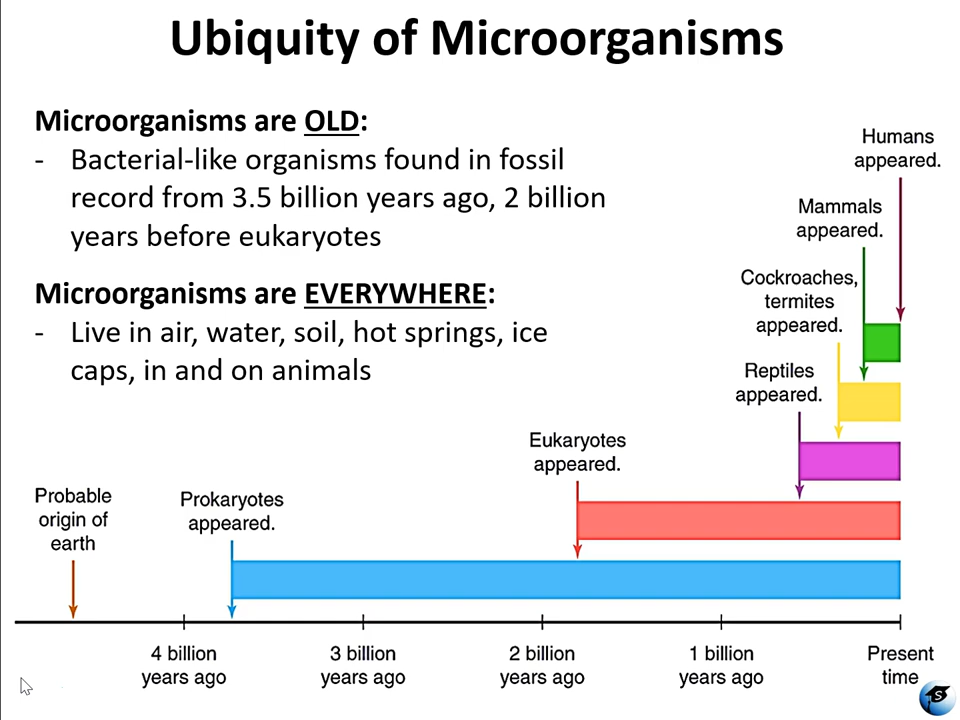 Ubiquity of Microorganisms
Microorganisms are OLD:
- Bacterial-like organisms found in fossil
record from 3.5 billion years ago, 2 billion
years before eukaryotes
Microorganisms are EVERYWHERE:
- Live in air, water, soil, hot springs, ice
caps, in and on animals
Humans
appeared.
Mammals
appeared.
Cockroaches,
termites
appeared.
Reptiles
appeared.
Eukaryotes
appeared.
Prokaryotes
appeared.
Probable
origin of
earth
4 billion
years ago
3 billion
years ago
2 billion
years ago
1 billion
years ago
Present
time
S